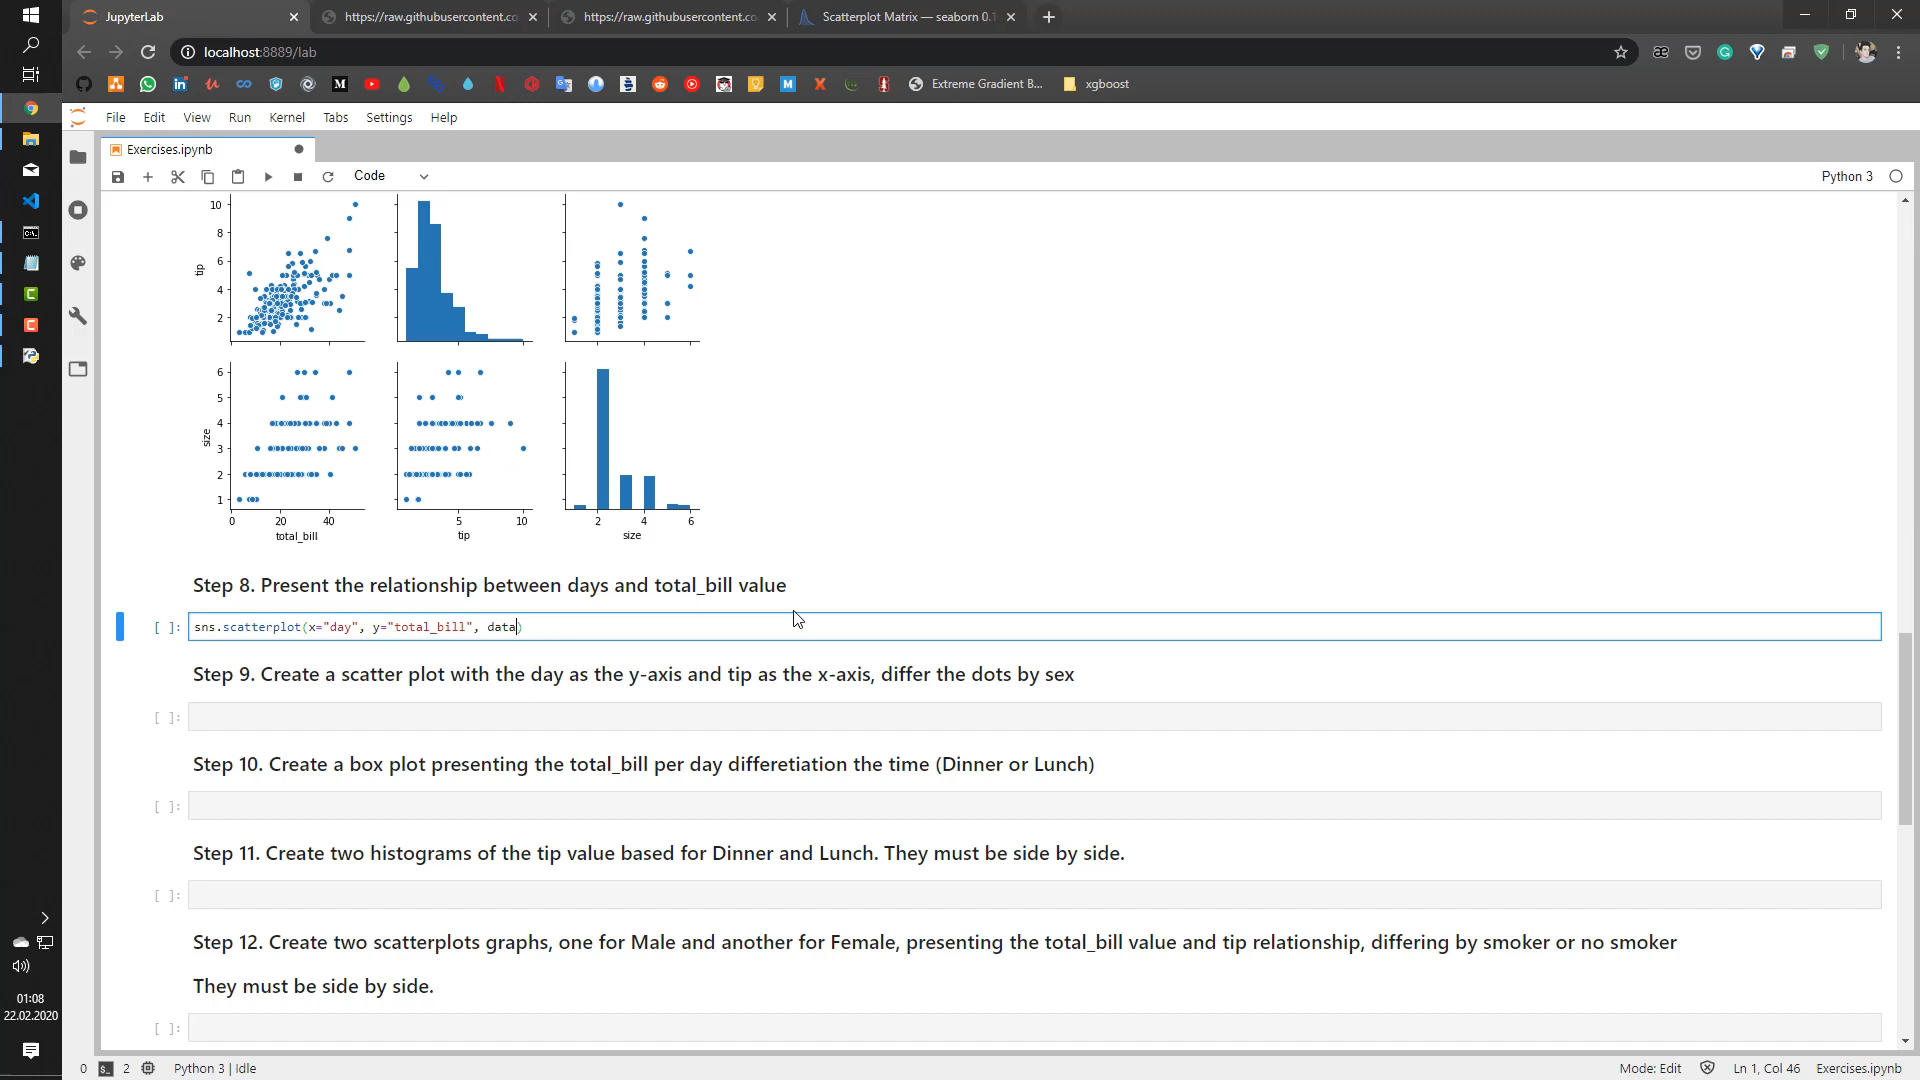 JupyterLab
https://raw.githubusercontent.co
https://raw.githubusercontent.co
Scatterplot Matrix — seaborn 0.1
localhost:8889/lab
Extreme Gradient B...
xgboost
File Edit View Run Kernel Tabs Settings Help
Exercises.ipynb
Code
Python 3
10
8
6
4
2
tip
6
5
4
3
2
1
size
0 20 40
5 10
2 4 6
total_bill
tip
size
Step 8. Present the relationship between days and total_bill value
[ ]: sns.scatterplot(x="day", y="total_bill", data)
Step 9. Create a scatter plot with the day as the y-axis and tip as the x-axis, differ the dots by sex
[ ]:
Step 10. Create a box plot presenting the total_bill per day differetiation the time (Dinner or Lunch)
[ ]:
Step 11. Create two histograms of the tip value based for Dinner and Lunch. They must be side by side.
[ ]:
Step 12. Create two scatterplots graphs, one for Male and another for Female, presenting the total_bill value and tip relationship, differing by smoker or no smoker
They must be side by side.
[ ]:
01:08
22.02.2020
0 2 Python 3 | Idle
Mode: Edit Ln 1, Col 46 Exercises.ipynb